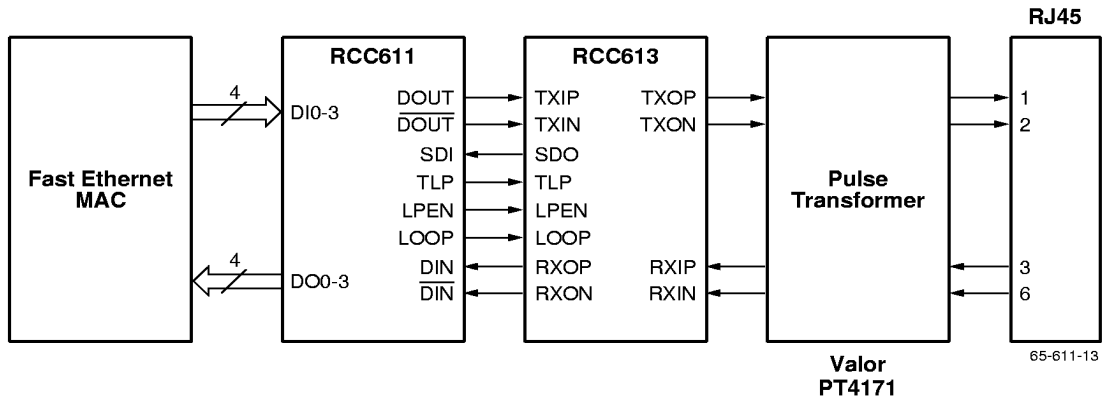 RJ45
RCC611
RCC613
Fast Ethernet
MAC
4
DI0-3
DOUT
DOUT
SDI
TLP
LPEN
LOOP
DIN
DIN
4
DO0-3
TXIP
TXIN
SDO
TLP
LPEN
LOOP
RXOP
RXON
TXOP
TXON
RXIP
RXIN
Pulse
Transformer
1
2
3
6
Valor
PT4171
65-611-13